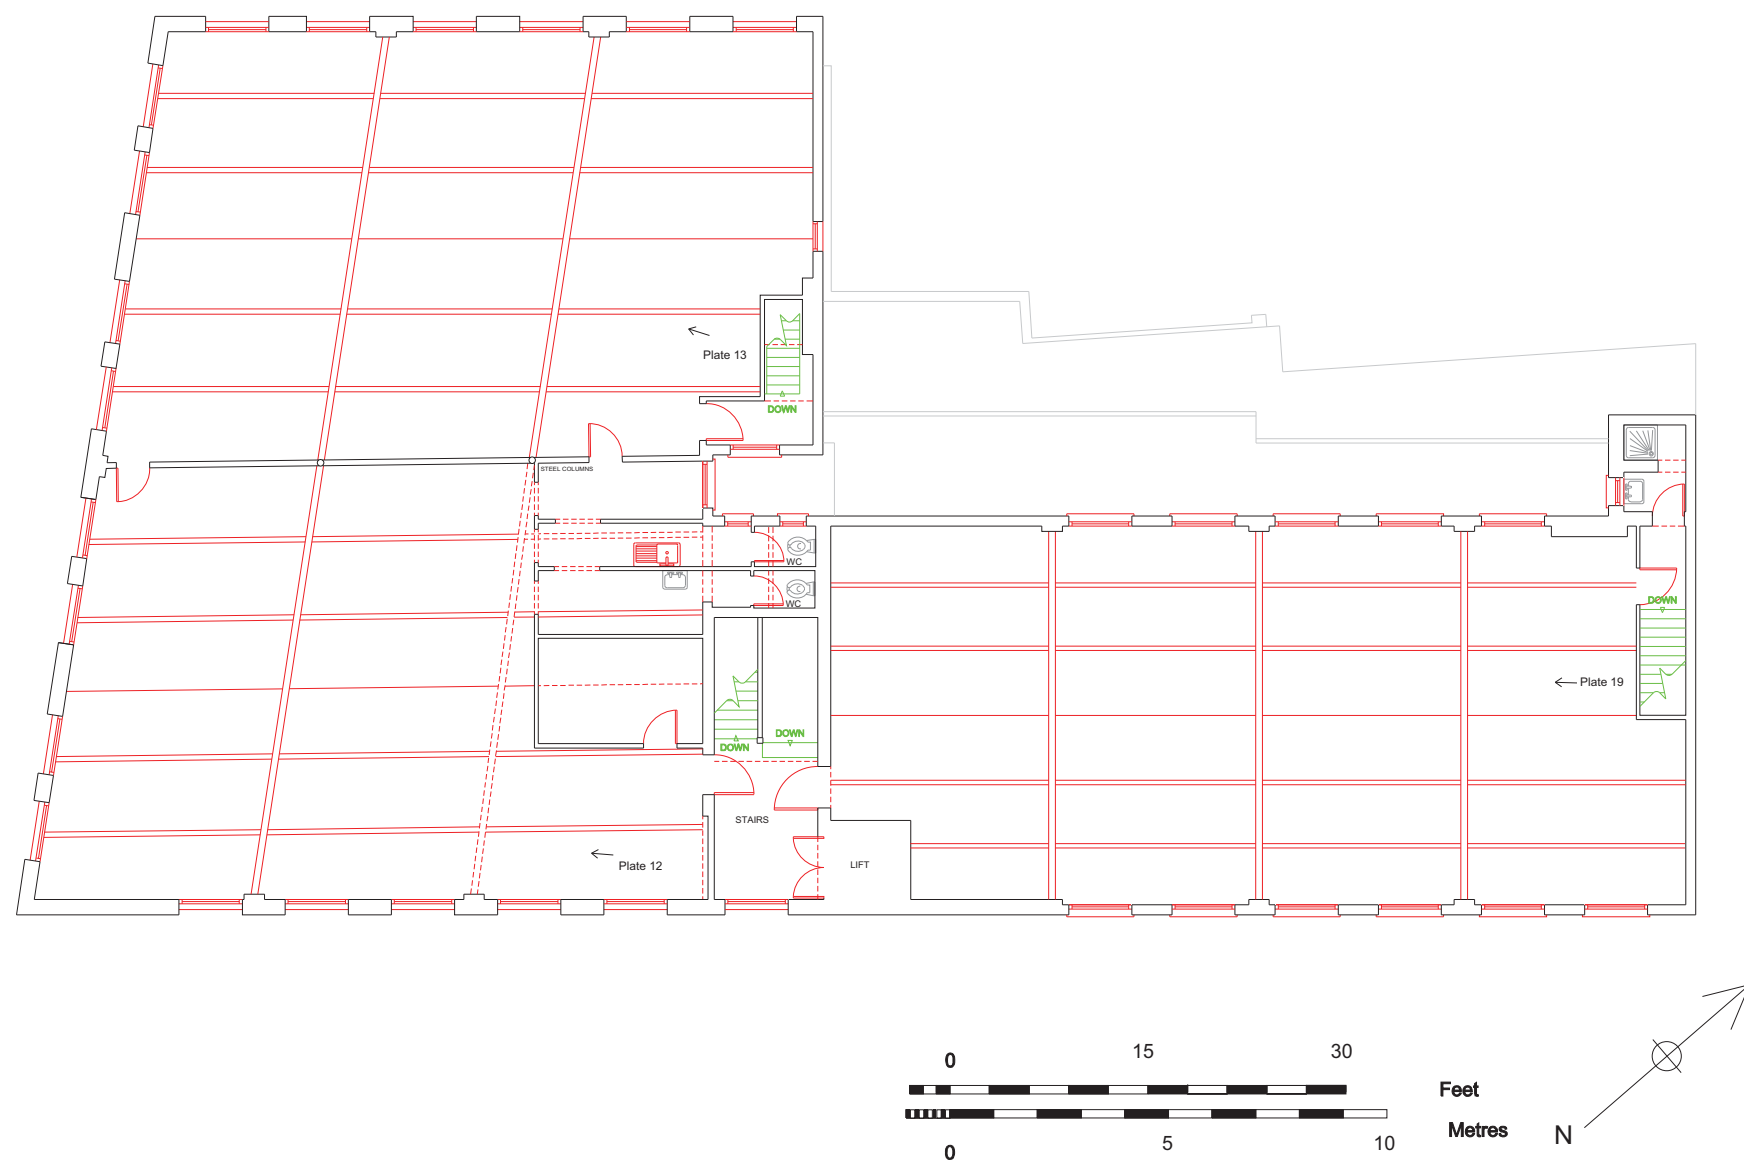 Plate 13
DOWN
STEEL COLUMNS
WC
WC
DOWN
Plate 19
DOWN
DOWN
STAIRS
LIFT
Plate 12
0 15 30
Feet
Metres
0 5 10
N